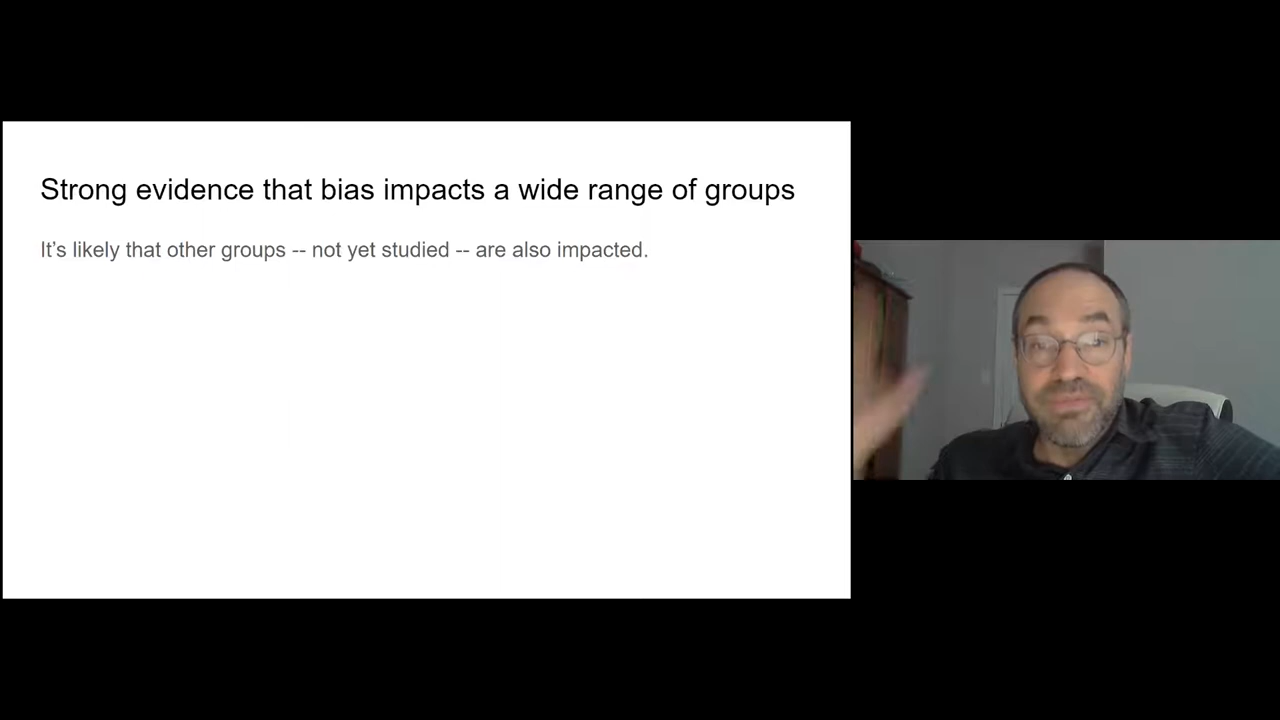 Strong evidence that bias impacts a wide range of groups
It’s likely that other groups -- not yet studied -- are also impacted.